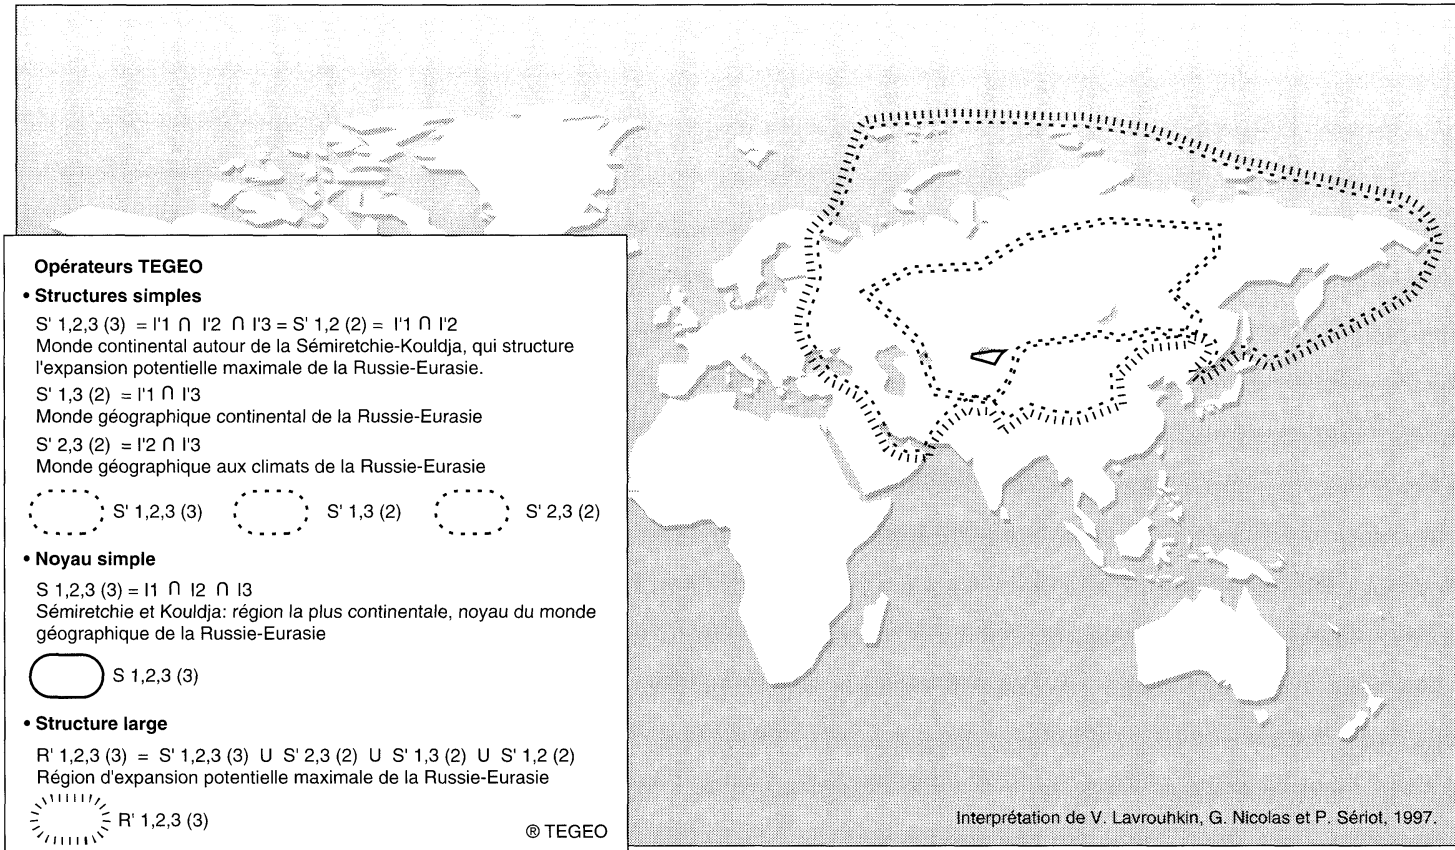 Opérateurs TEGEO
• Structures simples
S' 1,2,3 (3) = I'1 ∩ I'2 ∩ I'3 = S' 1,2 (2) = I'1 ∩ I'2
Monde continental autour de la Sémiretchie-Kouldja, qui structure
l'expansion potentielle maximale de la Russie-Eurasie.
S' 1,3 (2) = I'1 ∩ I'3
Monde géographique continental de la Russie-Eurasie
S' 2,3 (2) = I'2 ∩ I'3
Monde géographique aux climats de la Russie-Eurasie
S' 1,2,3 (3) S' 1,3 (2) S' 2,3 (2)
• Noyau simple
S 1,2,3 (3) = I1 ∩ I2 ∩ I3
Sémiretchie et Kouldja: région la plus continentale, noyau du monde
géographique de la Russie-Eurasie
S 1,2,3 (3)
• Structure large
R' 1,2,3 (3) = S' 1,2,3 (3) U S' 2,3 (2) U S' 1,3 (2) U S' 1,2 (2)
Région d'expansion potentielle maximale de la Russie-Eurasie
R' 1,2,3 (3)
® TEGEO
Interprétation de V. Lavrouhkin, G. Nicolas et P. Sériot, 1997.